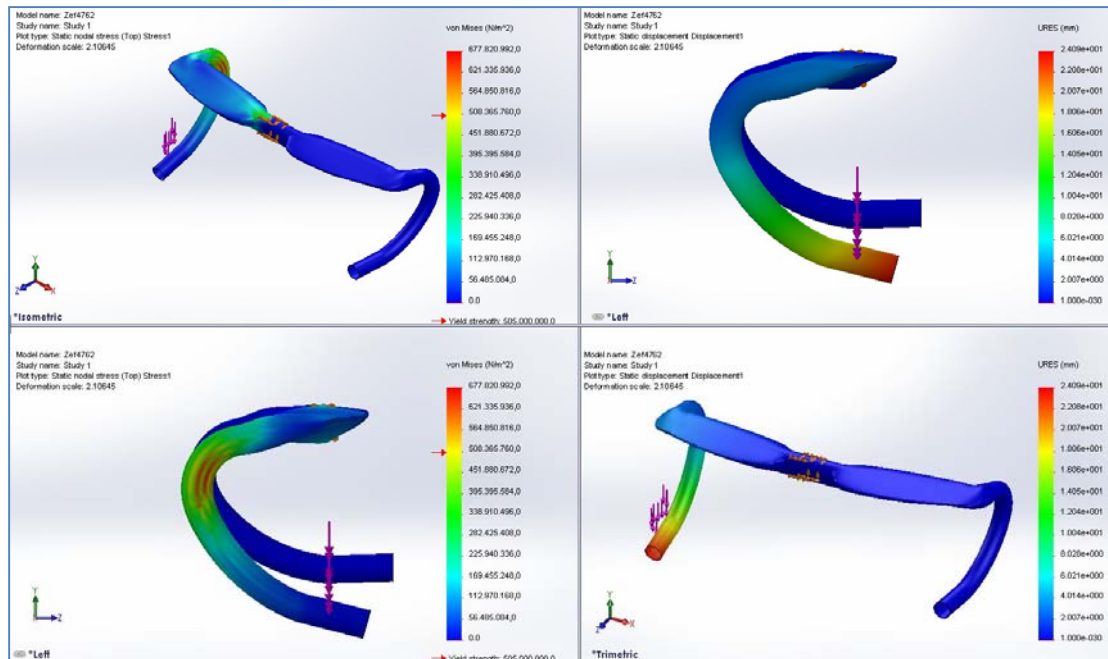 Model name: Zef4762
Study name: Study 1
Plot type: Static nodal stress (Top) Stress1
Deformation scale: 2.10645
von Mises (N/m^2)
677.820.992,0
621.335.936,0
564.850.816,0
508.365.760,0
451.880.672,0
395.395.584,0
338.910.496,0
282.425.408,0
225.940.336,0
169.455.248,0
112.970.168,0
56.485.084,0
0.0
Yield strength: 505.000.000,0
Y
Z
X
*Isometric
Model name: Zef4762
Study name: Study 1
Plot type: Static displacement Displacement1
Deformation scale: 2.10645
URES (mm)
2.409e+001
2.208e+001
2.007e+001
1.806e+001
1.606e+001
1.405e+001
1.204e+001
1.004e+001
8.028e+000
6.021e+000
4.014e+000
2.007e+000
1.000e-030
Y
Z
*Left
Model name: Zef4762
Study name: Study 1
Plot type: Static nodal stress (Top) Stress1
Deformation scale: 2.10645
von Mises (N/m^2)
677.820.992,0
621.335.936,0
564.850.816,0
508.365.760,0
451.880.672,0
395.395.584,0
338.910.496,0
282.425.408,0
225.940.336,0
169.455.248,0
112.970.168,0
56.485.084,0
0.0
Yield strength: 505.000.000,0
Y
Z
*Left
Model name: Zef4762
Study name: Study 1
Plot type: Static displacement Displacement1
Deformation scale: 2.10645
URES (mm)
2.409e+001
2.208e+001
2.007e+001
1.806e+001
1.606e+001
1.405e+001
1.204e+001
1.004e+001
8.028e+000
6.021e+000
4.014e+000
2.007e+000
1.000e-030
Y
Z
X
*Trimetric